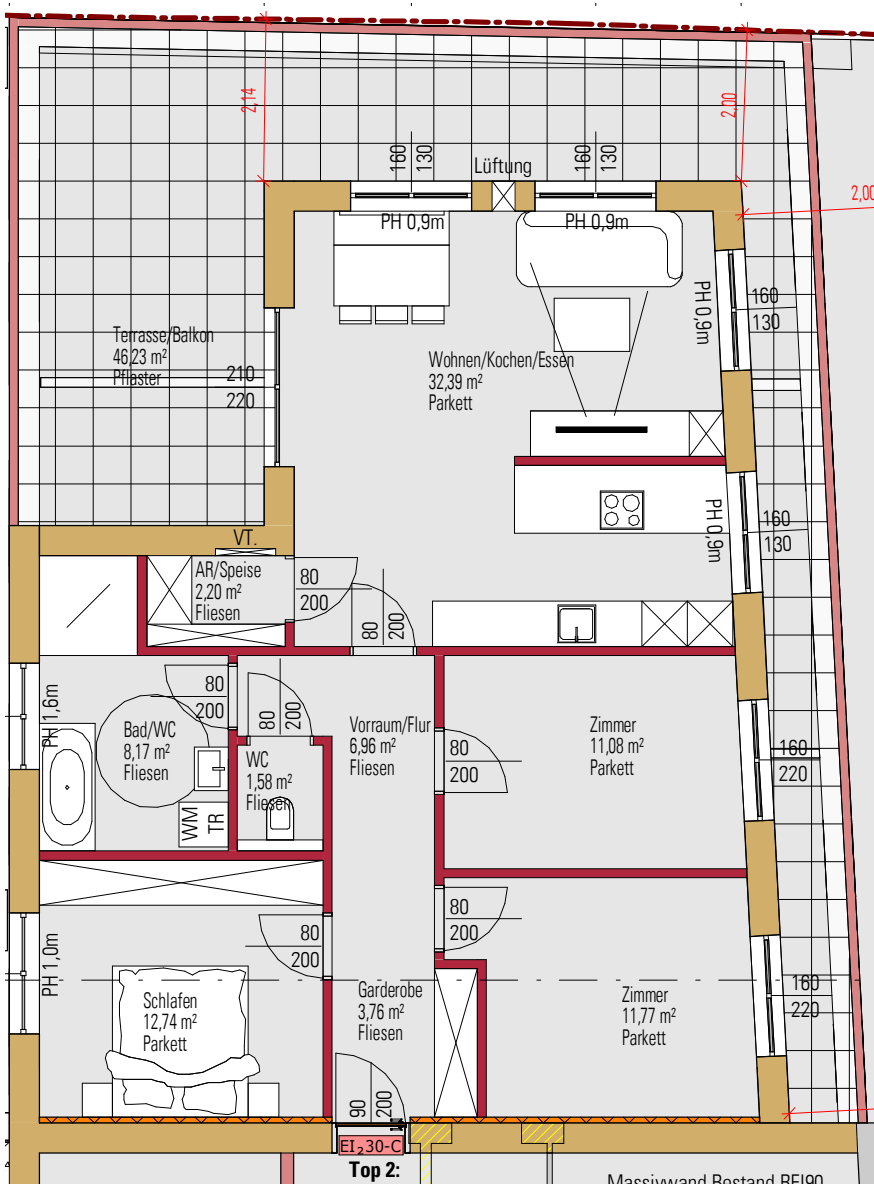 2,14
2,00
2,00
160
130
Lüftung
160
130
PH 0,9m
PH 0,9m
PH 0,9m
160
130
Terrasse/Balkon
46,23 m²
Pflaster
210
220
Wohnen/Kochen/Essen
32,39 m²
Parkett
PH 0,9m
160
130
VT.
AR/Speise
2,20 m²
Fliesen
80
200
80
200
PH 1,6m
80
200
80
200
Bad/WC
8,17 m²
Fliesen
WC
1,58 m²
Fliesen
Vorraum/Flur
6,96 m²
Fliesen
80
200
Zimmer
11,08 m²
Parkett
160
220
WM
TR
80
200
80
200
PH 1,0m
Schlafen
12,74 m²
Parkett
Garderobe
3,76 m²
Fliesen
Zimmer
11,77 m²
Parkett
160
220
90
200
EI₂30-C
Top 2:
Massivwand Bestand REI90